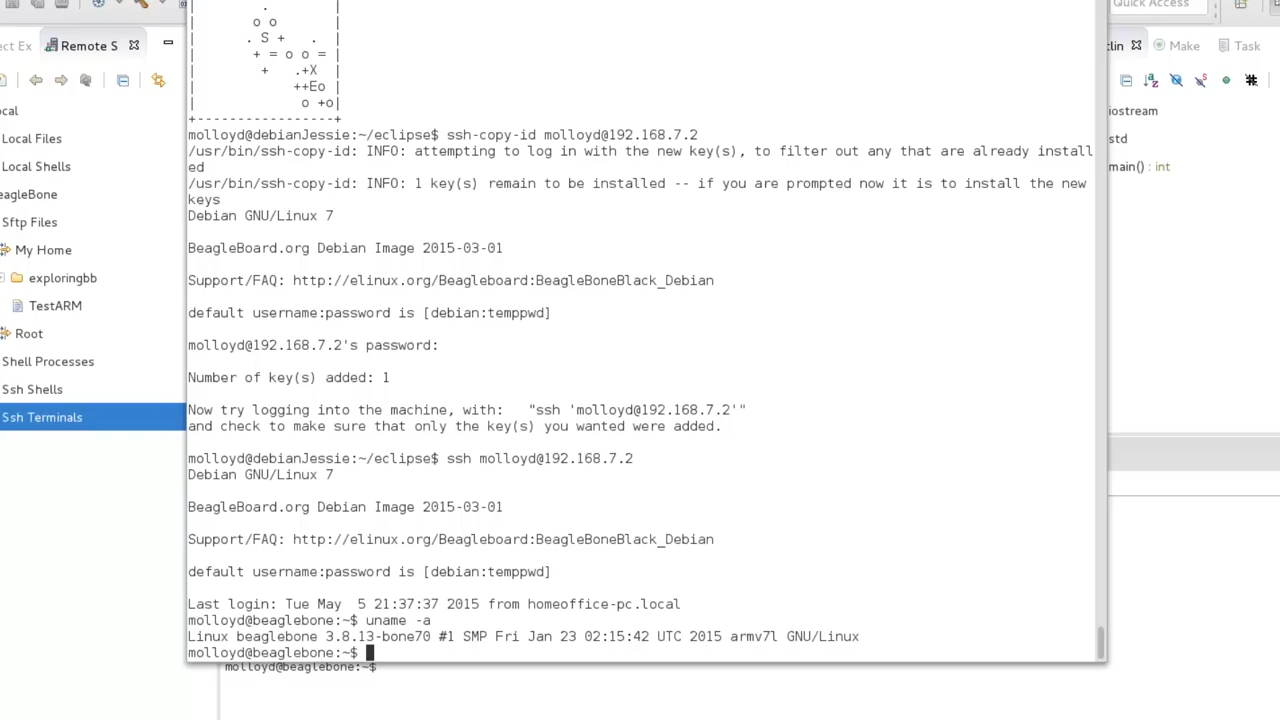 Quick Access
ect Ex
Remote S
tlin
Make
Task
ocal
Local Files
Local Shells
eagleBone
Sftp Files
My Home
exploringbb
TestARM
Root
Shell Processes
Ssh Shells
Ssh Terminals
|      .          |
|     o o         |
|    . S +   .    |
|     + = o o =   |
|      +   .+X    |
|          ++Eo   |
|           o +o|
+-----------------+
molloyd@debianJessie:~/eclipse$ ssh-copy-id molloyd@192.168.7.2
/usr/bin/ssh-copy-id: INFO: attempting to log in with the new key(s), to filter out any that are already install
ed
/usr/bin/ssh-copy-id: INFO: 1 key(s) remain to be installed -- if you are prompted now it is to install the new
keys
Debian GNU/Linux 7
BeagleBoard.org Debian Image 2015-03-01
Support/FAQ: http://elinux.org/Beagleboard:BeagleBoneBlack_Debian
default username:password is [debian:temppwd]
molloyd@192.168.7.2's password:
Number of key(s) added: 1
Now try logging into the machine, with:   "ssh 'molloyd@192.168.7.2'"
and check to make sure that only the key(s) you wanted were added.
molloyd@debianJessie:~/eclipse$ ssh molloyd@192.168.7.2
Debian GNU/Linux 7
BeagleBoard.org Debian Image 2015-03-01
Support/FAQ: http://elinux.org/Beagleboard:BeagleBoneBlack_Debian
default username:password is [debian:temppwd]
Last login: Tue May  5 21:37:37 2015 from homeoffice-pc.local
molloyd@beaglebone:~$ uname -a
Linux beaglebone 3.8.13-bone70 #1 SMP Fri Jan 23 02:15:42 UTC 2015 armv7l GNU/Linux
molloyd@beaglebone:~$
molloyd@beaglebone:~$
iostream
std
main() : int